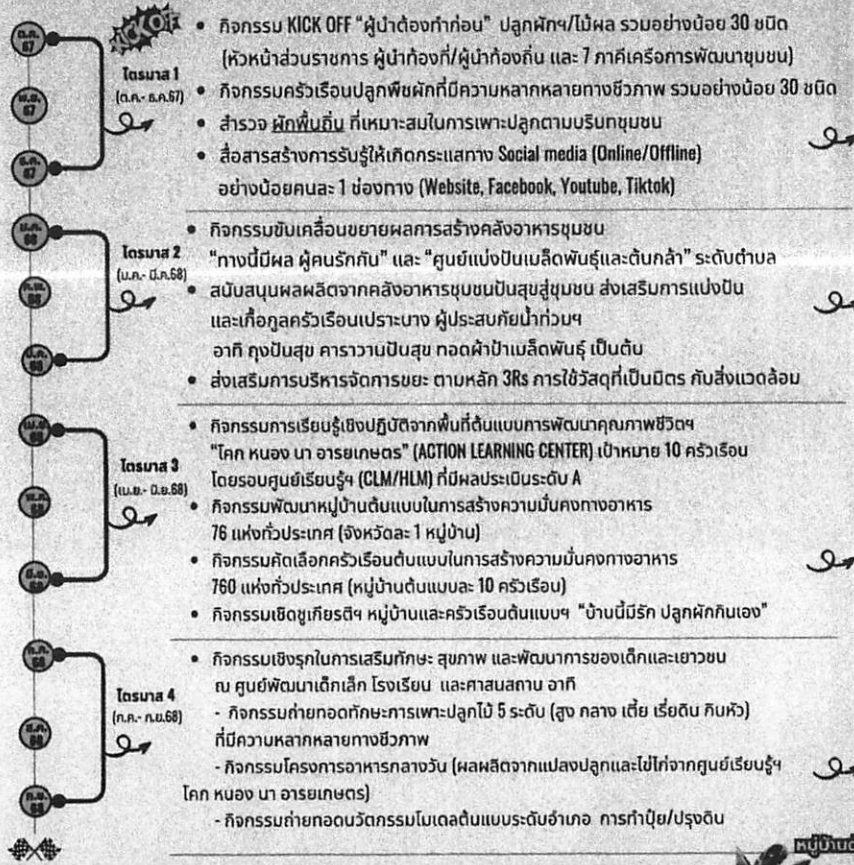 ต.ค. 67
KICK OFF
ไตรมาส 1
(ต.ค.- ธ.ค.67)
พ.ย. 67
ธ.ค. 67
• กิจกรรม KICK OFF “ผู้นำต้องทำก่อน” ปลูกผักฯ/ไม้ผล รวมอย่างน้อย 30 ชนิด
(หัวหน้าส่วนราชการ ผู้นำท้องที่/ผู้นำท้องถิ่น และ 7 ภาคีเครือการพัฒนาชุมชน)
• กิจกรรมครัวเรือนปลูกพืชผักที่มีความหลากหลายทางชีวภาพ รวมอย่างน้อย 30 ชนิด
• สำรวจ ผักพื้นถิ่น ที่เหมาะสมในการเพาะปลูกตามบริบทชุมชน
• สื่อสารสร้างการรับรู้ให้เกิดกระแสทาง Social media (Online/Offline)
อย่างน้อยคนละ 1 ช่องทาง (Website, Facebook, Youtube, Tiktok)
ม.ค. 68
ไตรมาส 2
(ม.ค.- มี.ค.68)
ก.พ. 68
มี.ค. 68
• กิจกรรมขับเคลื่อนขยายผลการสร้างคลังอาหารชุมชน
“ทางนี้มีผล ผู้คนรักกัน” และ “ศูนย์แบ่งปันเมล็ดพันธุ์และต้นกล้า” ระดับตำบล
• สนับสนุนผลผลิตจากคลังอาหารชุมชนปันสุขสู่ชุมชน ส่งเสริมการแบ่งปัน
และเกื้อกูลครัวเรือนเปราะบาง ผู้ประสบภัยน้ำท่วมฯ
อาทิ ถุงปันสุข คาราวานปันสุข ทอดผ้าป่าเมล็ดพันธุ์ เป็นต้น
• ส่งเสริมการบริหารจัดการขยะ ตามหลัก 3Rs การใช้วัสดุที่เป็นมิตร กับสิ่งแวดล้อม
เม.ย. 68
ไตรมาส 3
(เม.ย.- มิ.ย.68)
พ.ค. 68
มิ.ย. 68
• กิจกรรมการเรียนรู้เชิงปฏิบัติจากพื้นที่ต้นแบบการพัฒนาคุณภาพชีวิตฯ
“โคก หนอง นา อารยเกษตร” (ACTION LEARNING CENTER) เป้าหมาย 10 ครัวเรือน
โดยรอบศูนย์เรียนรู้ฯ (CLM/HLM) ที่มีผลประเมินระดับ A
• กิจกรรมพัฒนาหมู่บ้านต้นแบบในการสร้างความมั่นคงทางอาหาร
76 แห่งทั่วประเทศ (จังหวัดละ 1 หมู่บ้าน)
• กิจกรรมคัดเลือกครัวเรือนต้นแบบในการสร้างความมั่นคงทางอาหาร
760 แห่งทั่วประเทศ (หมู่บ้านต้นแบบละ 10 ครัวเรือน)
• กิจกรรมเชิดชูเกียรติฯ หมู่บ้านและครัวเรือนต้นแบบฯ “บ้านนี้มีรัก ปลูกผักกินเอง”
ก.ค. 68
ไตรมาส 4
(ก.ค.- ก.ย.68)
ส.ค. 68
ก.ย. 68
• กิจกรรมเชิงรุกในการเสริมทักษะ สุขภาพ และพัฒนาการของเด็กและเยาวชน
ณ ศูนย์พัฒนาเด็กเล็ก โรงเรียน และศาสนสถาน อาทิ
- กิจกรรมถ่ายทอดทักษะการเพาะปลูกไม้ 5 ระดับ (สูง กลาง เตี้ย เรี่ยดิน กินหัว)
ที่มีความหลากหลายทางชีวภาพ
- กิจกรรมโครงการอาหารกลางวัน (ผลผลิตจากแปลงปลูกและไข่ไก่จากศูนย์เรียนรู้ฯ
โคก หนอง นา อารยเกษตร)
- กิจกรรมถ่ายทอดนวัตกรรมโมเดลต้นแบบระดับอำเภอ การทำปุ๋ย/ปรุงดิน